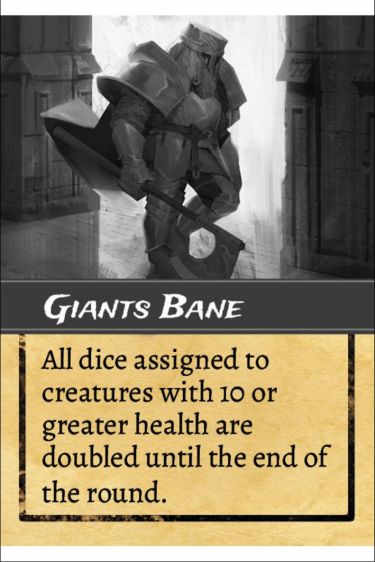 Giants Bane
All dice assigned to
creatures with 10 or
greater health are
doubled until the end of
the round.